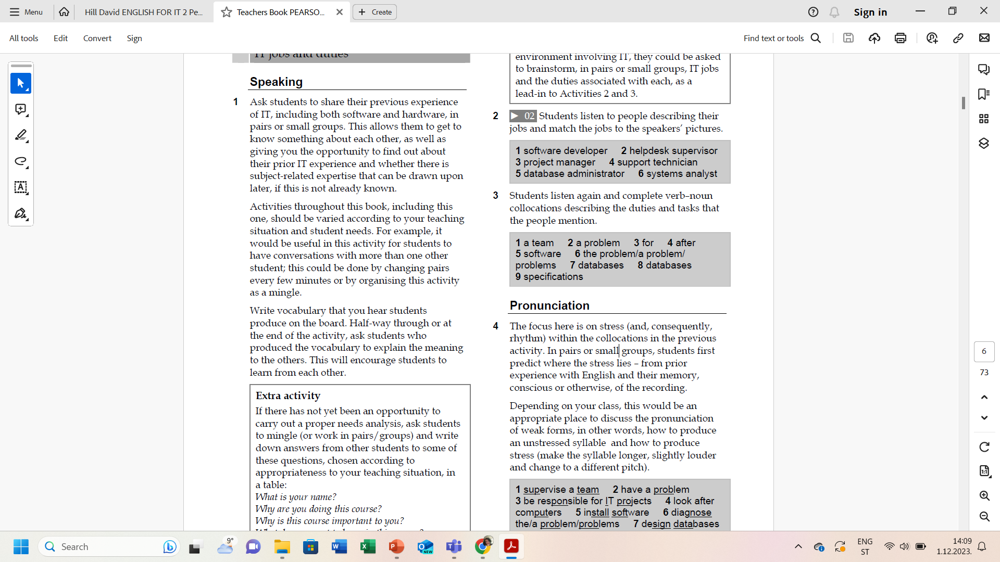 Menu
Hill David ENGLISH FOR IT 2 Pe...
Teachers Book PEARSO...
Create
Sign in
All tools
Edit
Convert
Sign
Find text or tools
IT jobs and duties
Speaking
1 Ask students to share their previous experience
of IT, including both software and hardware, in
pairs or small groups. This allows them to get to
know something about each other, as well as
giving you the opportunity to find out about
their prior IT experience and whether there is
subject-related expertise that can be drawn upon
later, if this is not already known.
Activities throughout this book, including this
one, should be varied according to your teaching
situation and student needs. For example, it
would be useful in this activity for students to
have conversations with more than one other
student; this could be done by changing pairs
every few minutes or by organising this activity
as a mingle.
Write vocabulary that you hear students
produce on the board. Half-way through or at
the end of the activity, ask students who
produced the vocabulary to explain the meaning
to the others. This will encourage students to
learn from each other.
Extra activity
If there has not yet been an opportunity to
carry out a proper needs analysis, ask students
to mingle (or work in pairs/groups) and write
down answers from other students to some of
these questions, chosen according to
appropriateness to your teaching situation, in
a table:
What is your name?
Why are you doing this course?
Why is this course important to you?
environment involving IT, they could be asked
to brainstorm, in pairs or small groups, IT jobs
and the duties associated with each, as a
lead-in to Activities 2 and 3.
2 ▶ 02 Students listen to people describing their
jobs and match the jobs to the speakers’ pictures.
1 software developer 2 helpdesk supervisor
3 project manager 4 support technician
5 database administrator 6 systems analyst
3 Students listen again and complete verb–noun
collocations describing the duties and tasks that
the people mention.
1 a team 2 a problem 3 for 4 after
5 software 6 the problem/a problem/
problems 7 databases 8 databases
9 specifications
Pronunciation
4 The focus here is on stress (and, consequently,
rhythm) within the collocations in the previous
activity. In pairs or small groups, students first
predict where the stress lies – from prior
experience with English and their memory,
conscious or otherwise, of the recording.
Depending on your class, this would be an
appropriate place to discuss the pronunciation
of weak forms, in other words, how to produce
an unstressed syllable and how to produce
stress (make the syllable longer, slightly louder
and change to a different pitch).
1 supervise a team 2 have a problem
3 be responsible for IT projects 4 look after
computers 5 install software 6 diagnose
the/a problem/problems 7 design databases
6
73
1:1
Search
9°
NEW
ENG
ST
14:09
1.12.2023.